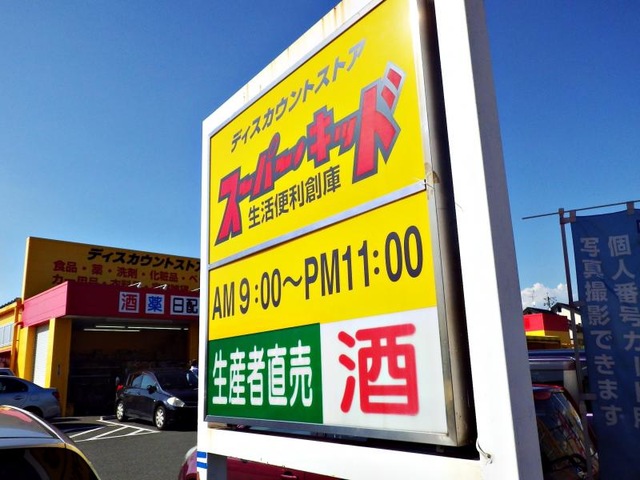 ディスカウントストア
スーパー・キッド
生活便利創庫
AM 9:00～PM11:00
生産者直売
酒
ディスカウントスト
食品・薬・洗剤・化粧品・ペ
酒 薬 日配
個人番号カー
写真撮影できます